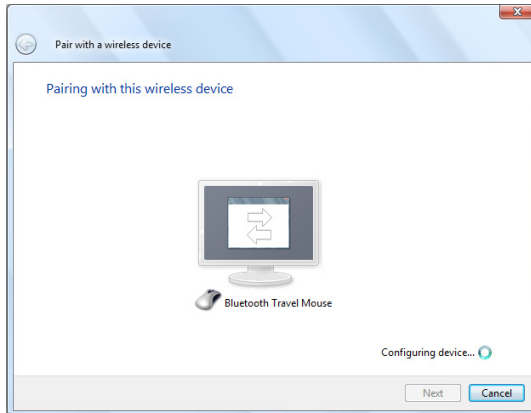 Pair with a wireless device
Pairing with this wireless device
Bluetooth Travel Mouse
Configuring device...
Next
Cancel